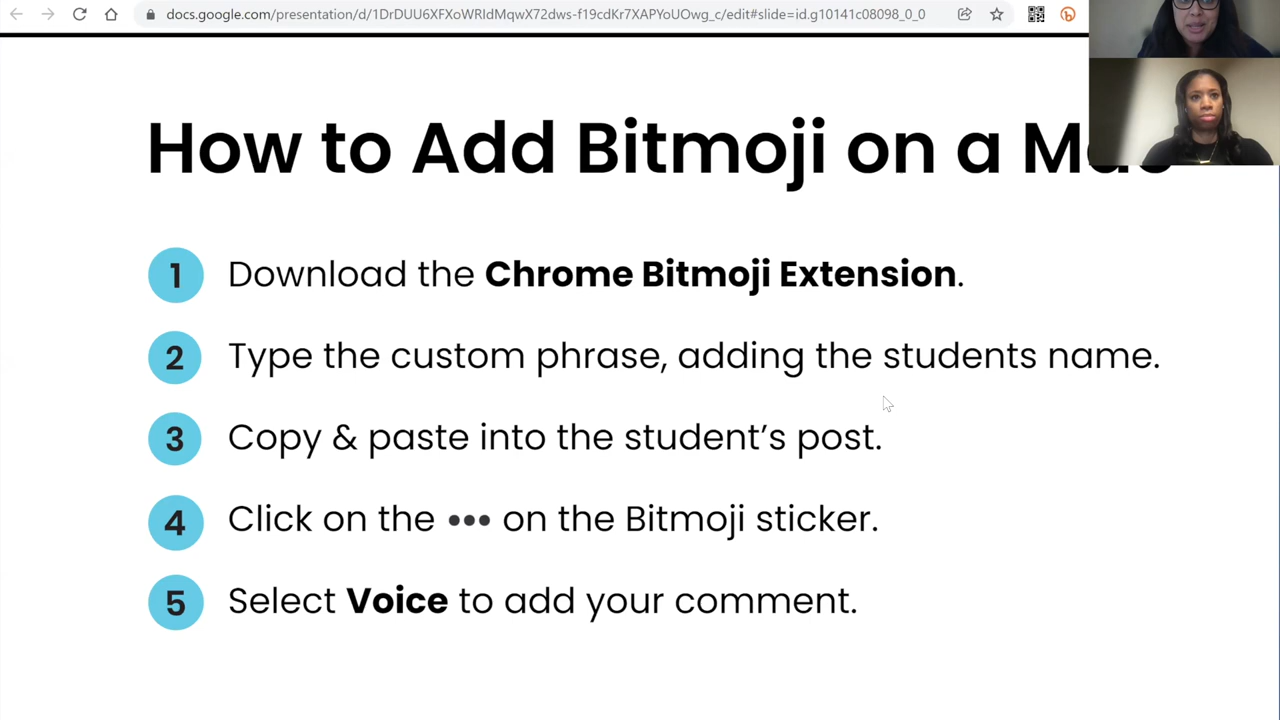 docs.google.com/presentation/d/1DrDUU6XFXoWRIdMqwX72dws-f19cdKr7XAPYoUOwg_c/edit#slide=id.g10141c08098_0_0
How to Add Bitmoji on a
1 Download the Chrome Bitmoji Extension.
2 Type the custom phrase, adding the students name.
3 Copy & paste into the student’s post.
4 Click on the ••• on the Bitmoji sticker.
5 Select Voice to add your comment.